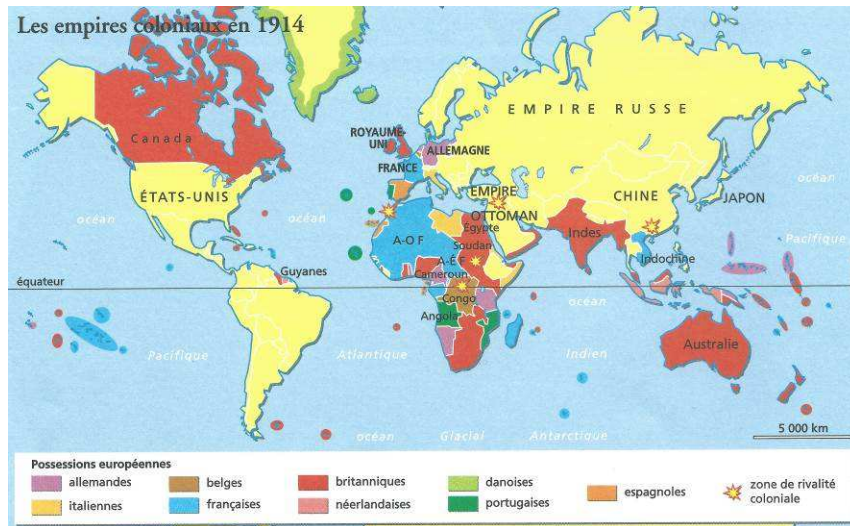 Les empires coloniaux en 1914
EMPIRE RUSSE
Canada
ROYAUME-
UNI
ALLEMAGNE
FRANCE
ÉTATS-UNIS
EMPIRE
OTTOMAN
CHINE
JAPON
océan
océan
océan
Pacifique
A-O F
Égypte
Soudan
Indes
A-É F
Indochine
Guyanes
Cameroun
équateur
Congo
océan
Angola
Pacifique
Atlantique
Indien
Australie
5 000 km
océan
Glacial
Antarctique
Possessions européennes
allemandes
belges
britanniques
danoises
espagnoles
zone de rivalité
coloniale
italiennes
françaises
néerlandaises
portugaises